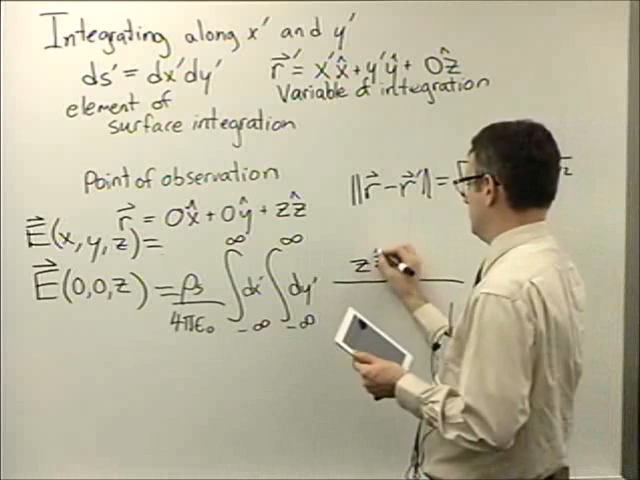 Integrating along x′ and y′
ds′ = dx′dy′
r⃗′ = x′x̂ + y′ŷ + 0ẑ
element of surface integration
Variable of integration
Point of observation
r⃗ = 0x̂ + 0ŷ + zẑ
||r⃗ − r⃗′|| = √
E⃗(x, y, z) =
E⃗(0,0,z) = ρs / 4πε₀ ∫_{-∞}^{∞} dx′ ∫_{-∞}^{∞} dy′ z